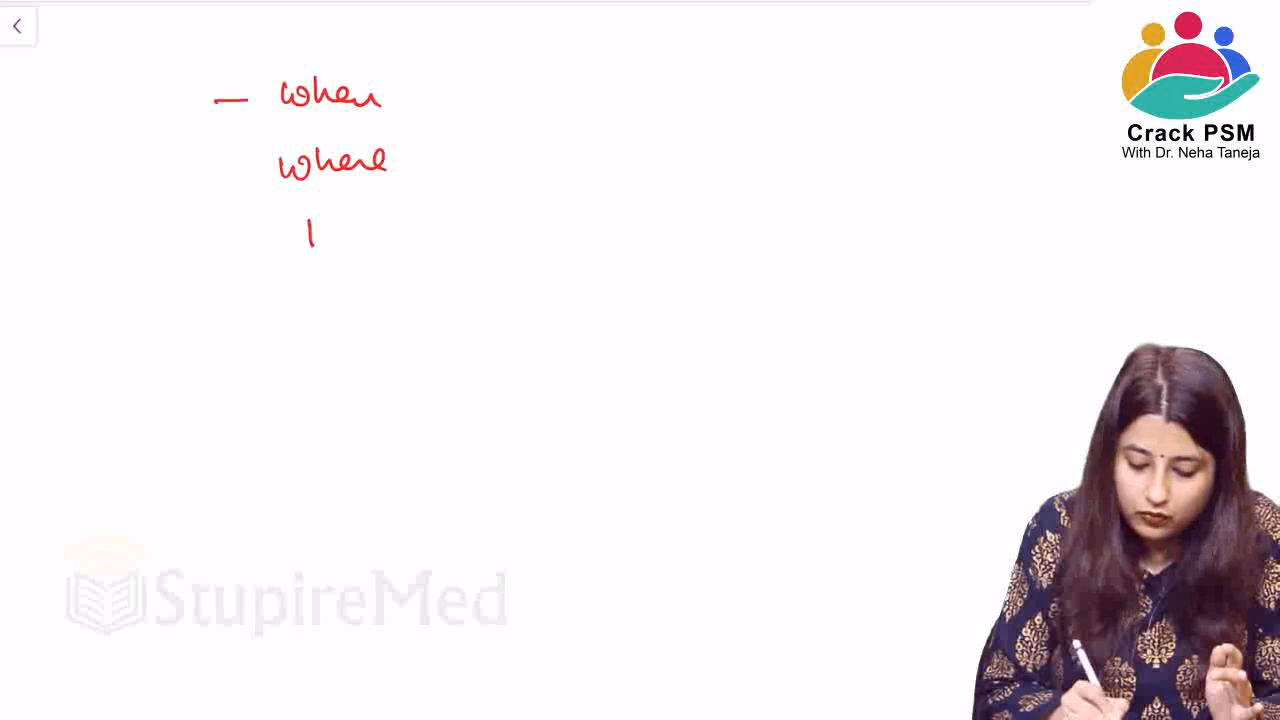 — when
where
Crack PSM
With Dr. Neha Taneja
StupireMed